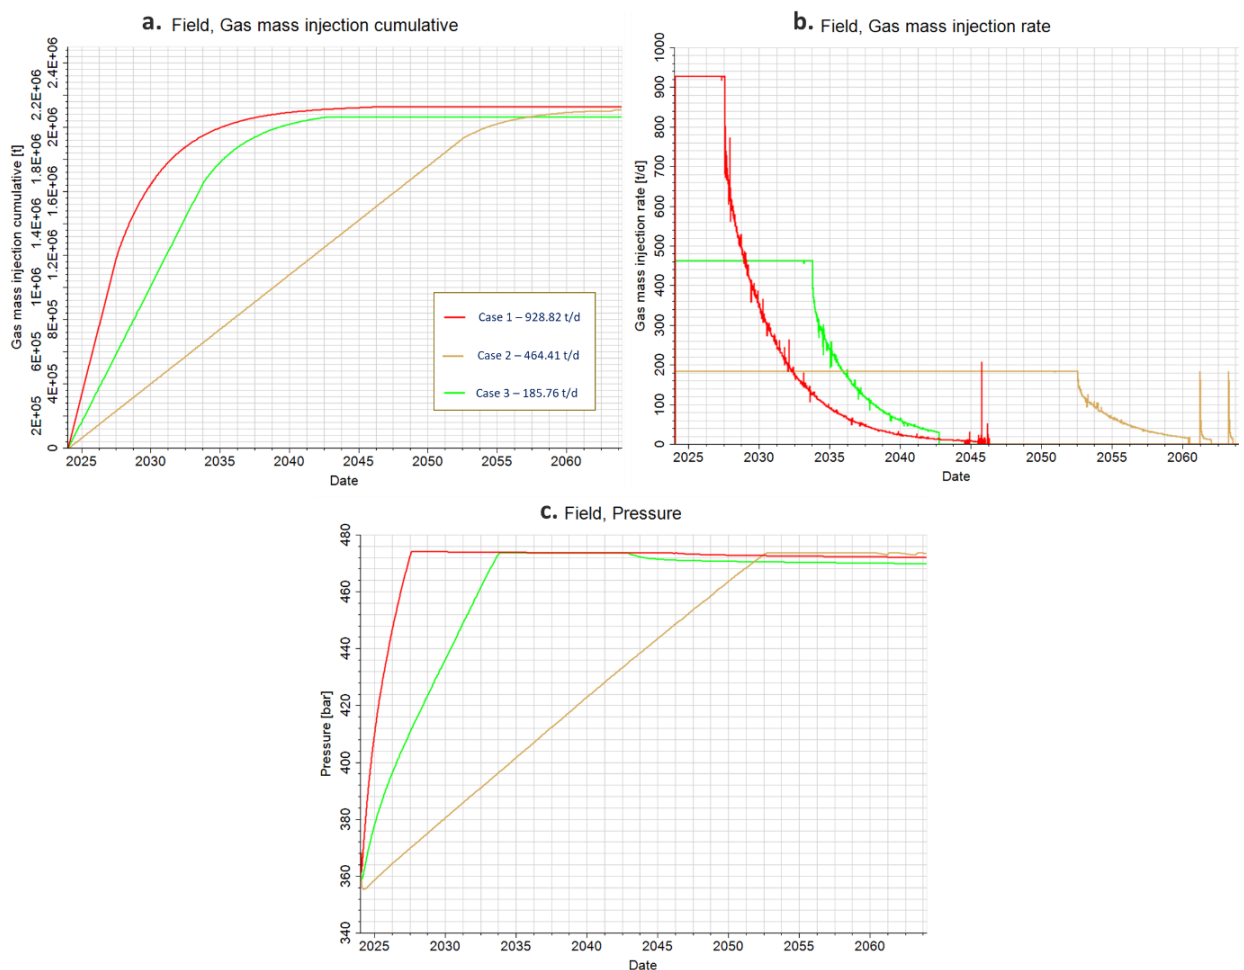 a. Field, Gas mass injection cumulative
Gas mass injection cumulative [t]
2.4E+06
2.2E+06
2E+06
1.8E+06
1.6E+06
1.4E+06
1.2E+06
1E+06
8E+05
6E+05
4E+05
2E+05
0
Case 1 – 928.82 t/d
Case 2 – 464.41 t/d
Case 3 – 185.76 t/d
2025 2030 2035 2040 2045 2050 2055 2060
Date
b. Field, Gas mass injection rate
Gas mass injection rate [t/d]
1000
900
800
700
600
500
400
300
200
100
0
2025 2030 2035 2040 2045 2050 2055 2060
Date
c. Field, Pressure
Pressure [bar]
480
460
440
420
400
380
360
340
2025 2030 2035 2040 2045 2050 2055 2060
Date